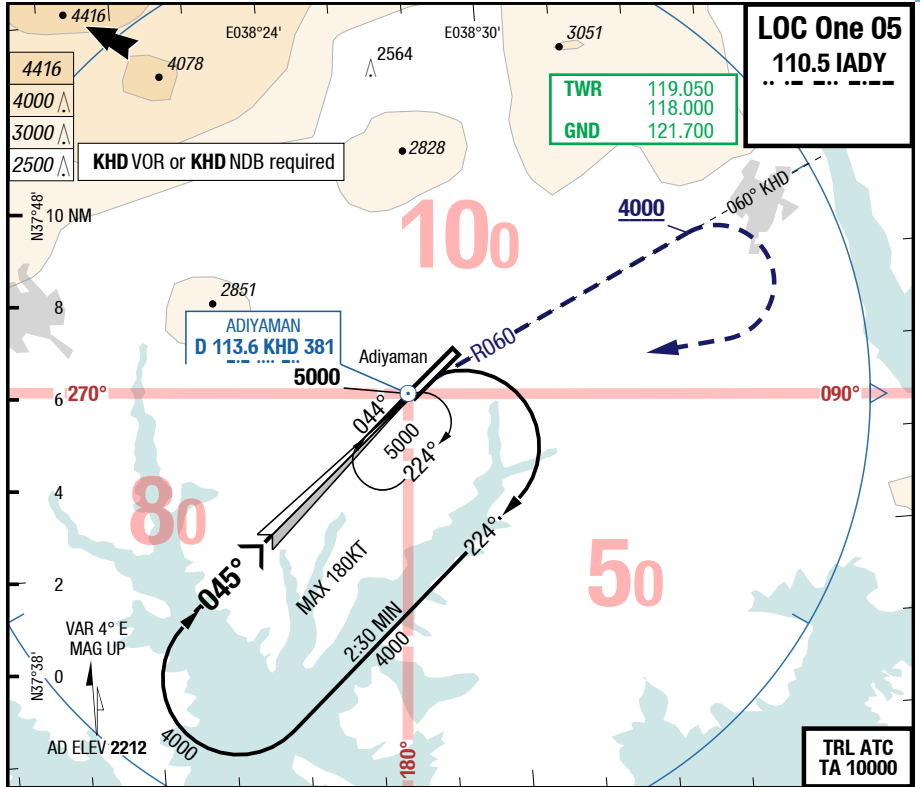 4416
E038°24'
E038°30'
3051
LOC One 05
110.5 IADY
4078
2564
4416
4000
3000
2500
TWR 119.050
118.000
GND 121.700
KHD VOR or KHD NDB required
2828
N37°48'
10 NM
100
4000
060° KHD
8
2851
ADIYAMAN
D 113.6 KHD 381
Adiyaman
R060
5000
6
270°
090°
044°
5000
224°
4
80
224°
50
045°
MAX 180KT
2
2:30 MIN
4000
VAR 4° E
MAG UP
N37°38'
0
4000
AD ELEV 2212
180°
TRL ATC
TA 10000